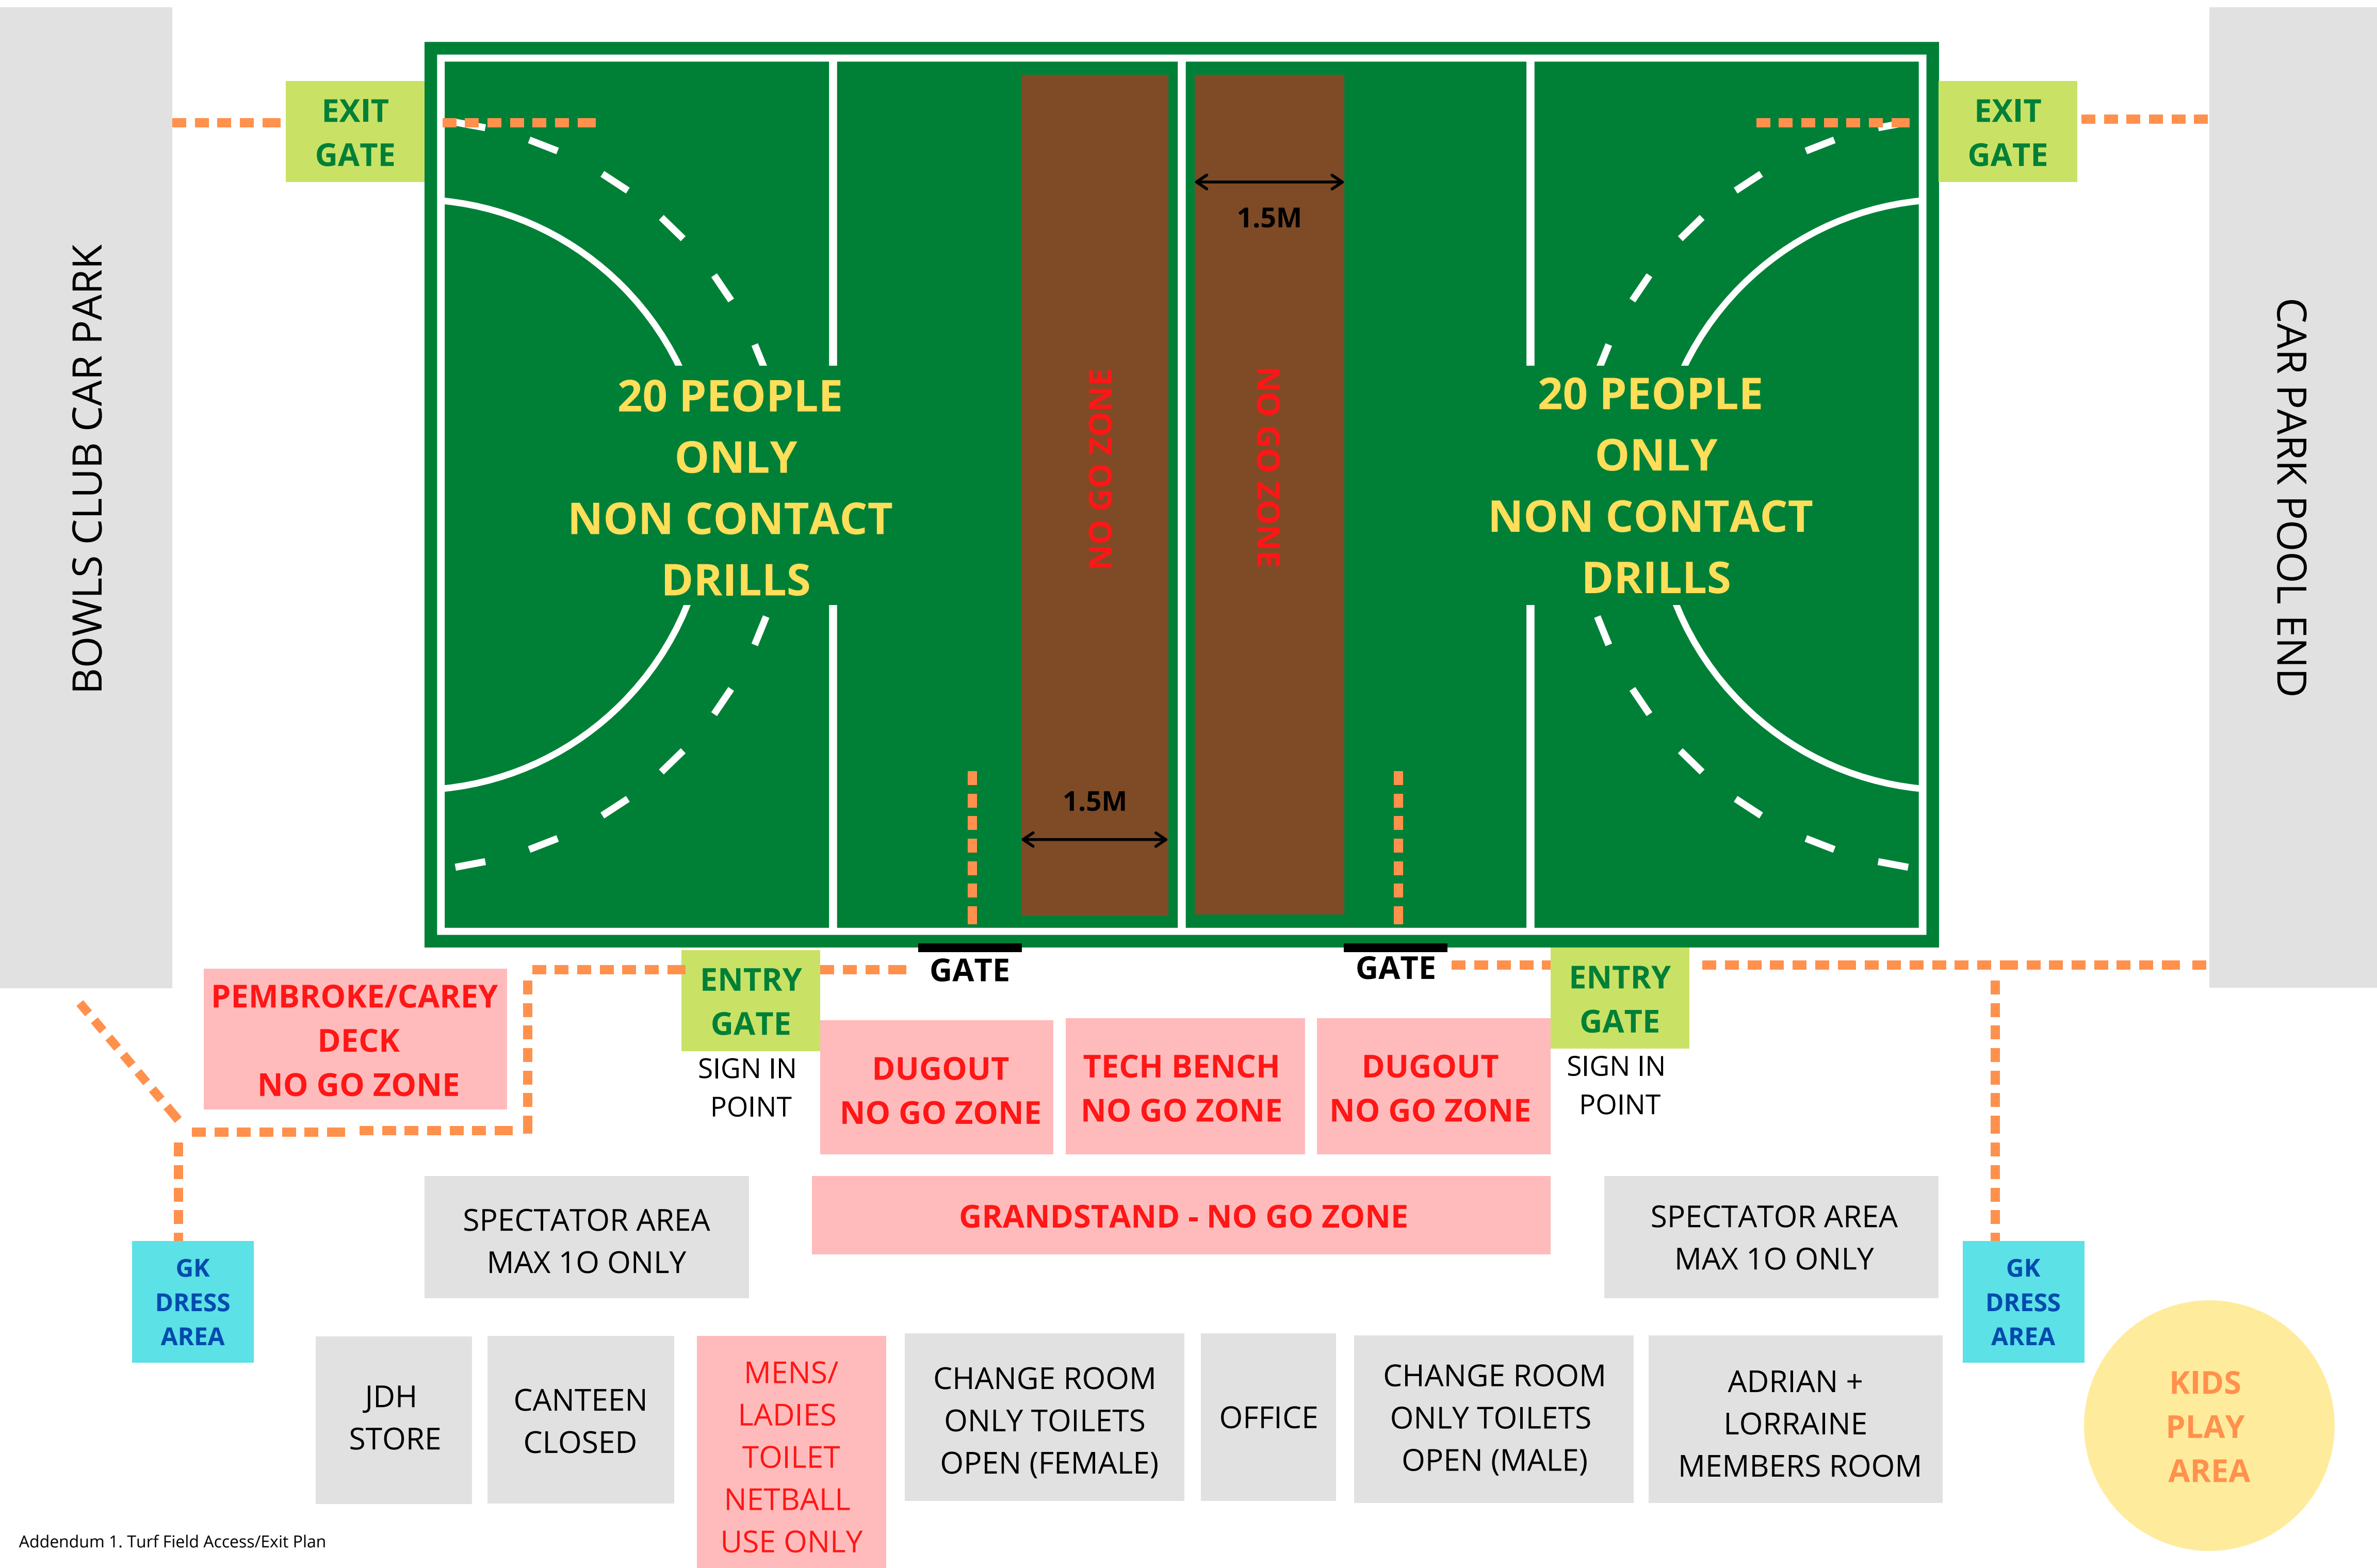 EXIT
GATE
EXIT
GATE
1.5M
BOWLS CLUB CAR PARK
CAR PARK POOL END
20 PEOPLE
ONLY
NON CONTACT
DRILLS
NO GO ZONE
NO GO ZONE
20 PEOPLE
ONLY
NON CONTACT
DRILLS
1.5M
GATE
GATE
PEMBROKE/CAREY
DECK
NO GO ZONE
ENTRY
GATE
SIGN IN
POINT
DUGOUT
NO GO ZONE
TECH BENCH
NO GO ZONE
DUGOUT
NO GO ZONE
ENTRY
GATE
SIGN IN
POINT
SPECTATOR AREA
MAX 1O ONLY
GRANDSTAND - NO GO ZONE
SPECTATOR AREA
MAX 1O ONLY
GK
DRESS
AREA
GK
DRESS
AREA
JDH
STORE
CANTEEN
CLOSED
MENS/
LADIES
TOILET
NETBALL
USE ONLY
CHANGE ROOM
ONLY TOILETS
OPEN (FEMALE)
OFFICE
CHANGE ROOM
ONLY TOILETS
OPEN (MALE)
ADRIAN +
LORRAINE
MEMBERS ROOM
KIDS
PLAY
AREA
Addendum 1. Turf Field Access/Exit Plan